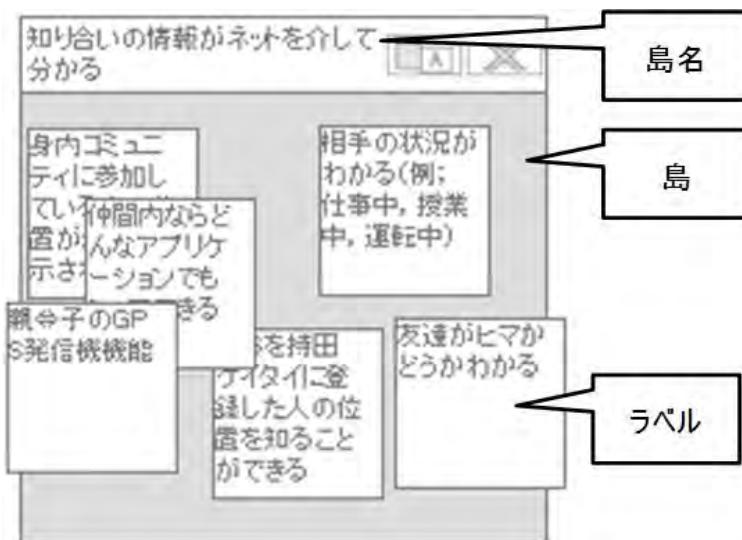 知り合いの情報がネットを介して
分かる
A
島名
島
ラベル
身内コミュニ
ティに参加し
てい
置が
示さ
仲間内ならど
んなアプリケ
ーションでも
きる
相手の状況が
わかる(例;
仕事中, 授業
中, 運転中)
親⇔子のGP
S発信機機能
を持田
ケイタイに登
録した人の位
置を知ること
ができる
友達がヒマか
どうかわかる